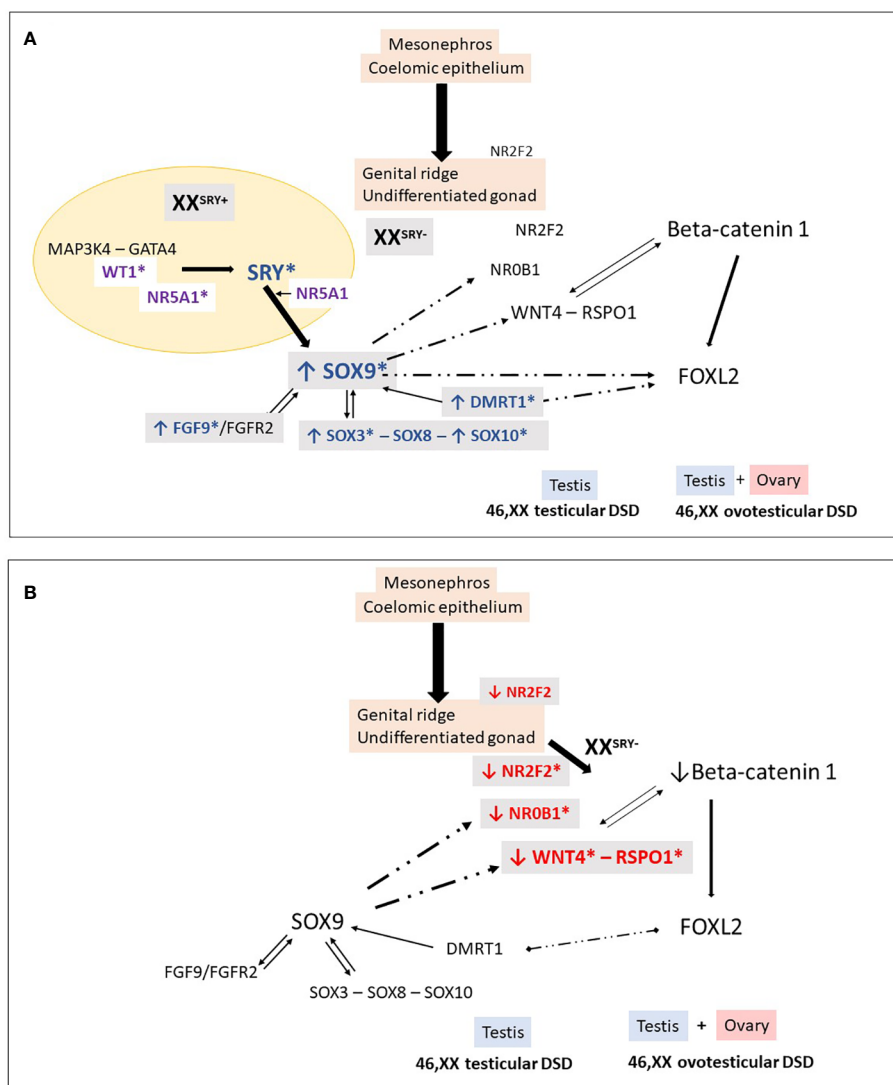 A
Mesonephros
Coelomic epithelium
NR2F2
Genital ridge
Undifferentiated gonad
XXSRY+
XXSRY-
NR2F2
Beta-catenin 1
MAP3K4 – GATA4
WT1*
SRY*
NR0B1
NR5A1*
NR5A1
WNT4 – RSPO1
↑ SOX9*
FOXL2
↑ DMRT1*
↑ FGF9*/FGFR2
↑ SOX3* – SOX8 – ↑ SOX10*
Testis
Testis + Ovary
46,XX testicular DSD
46,XX ovotesticular DSD
B
Mesonephros
Coelomic epithelium
↓ NR2F2
Genital ridge
Undifferentiated gonad
XXSRY-
↓ NR2F2*
↓Beta-catenin 1
↓ NR0B1*
↓ WNT4* – RSPO1*
SOX9
FOXL2
DMRT1
FGF9/FGFR2
SOX3 – SOX8 – SOX10
Testis
Testis + Ovary
46,XX testicular DSD
46,XX ovotesticular DSD